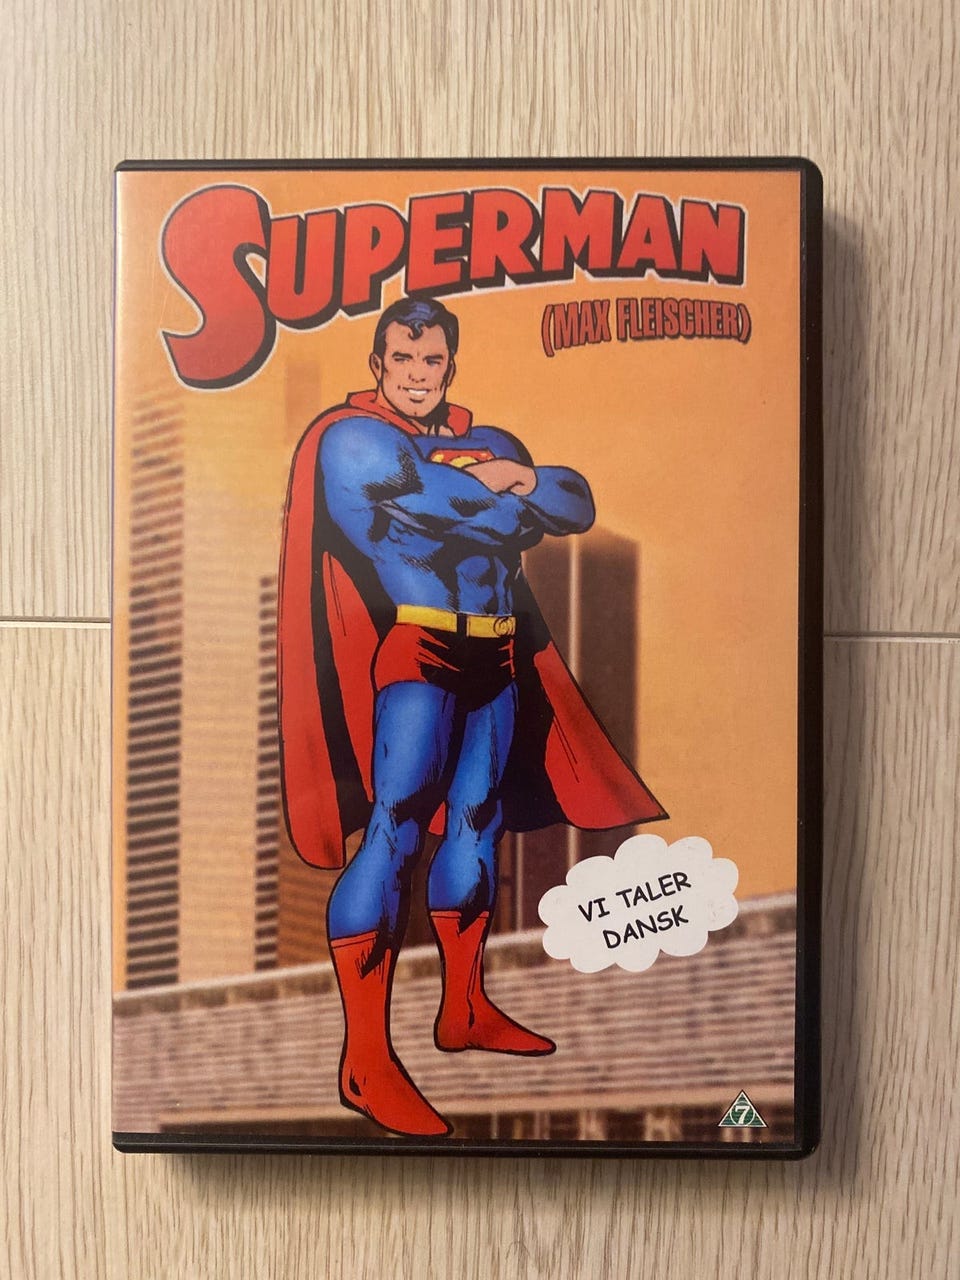 SUPERMAN
(MAX FLEISCHER)
S
VI TALER
DANSK
7